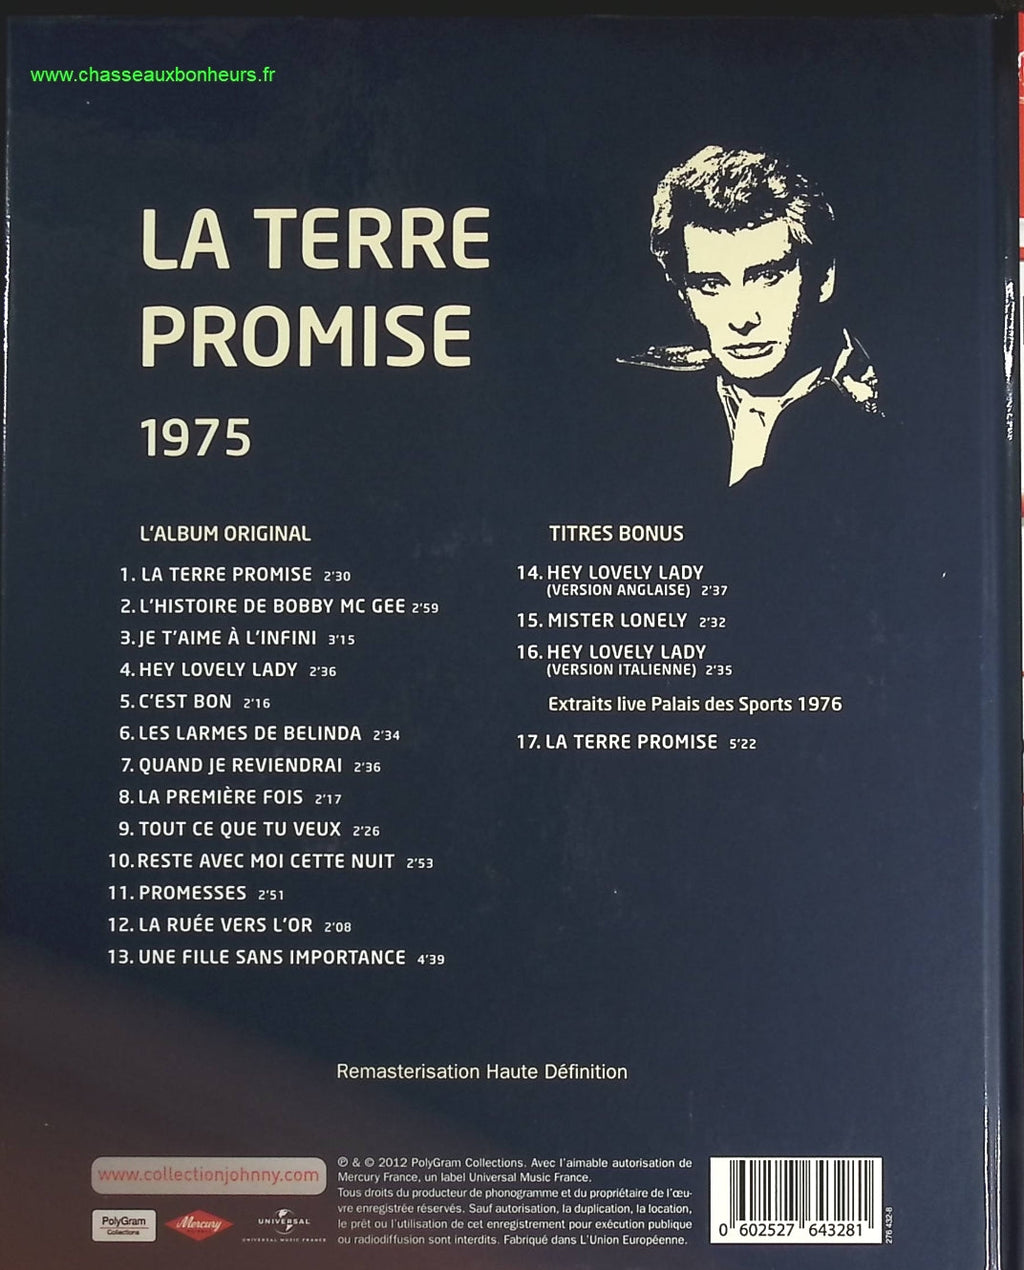 www.chasseauxbonheurs.fr
LA TERRE
PROMISE
1975
L'ALBUM ORIGINAL
1. LA TERRE PROMISE 2'30
2. L'HISTOIRE DE BOBBY MC GEE 2'59
3. JE T'AIME À L'INFINI 3'15
4. HEY LOVELY LADY 2'36
5. C'EST BON 2'16
6. LES LARMES DE BELINDA 2'34
7. QUAND JE REVIENDRAI 2'36
8. LA PREMIÈRE FOIS 2'17
9. TOUT CE QUE TU VEUX 2'26
10. RESTE AVEC MOI CETTE NUIT 2'53
11. PROMESSES 2'51
12. LA RUÉE VERS L'OR 2'08
13. UNE FILLE SANS IMPORTANCE 4'39
TITRES BONUS
14. HEY LOVELY LADY
(VERSION ANGLAISE) 2'37
15. MISTER LONELY 2'32
16. HEY LOVELY LADY
(VERSION ITALIENNE) 2'35
Extraits live Palais des Sports 1976
17. LA TERRE PROMISE 5'22
Remasterisation Haute Définition
www.collectionjohnny.com
PolyGram
Collections
Mercury
UNIVERSAL
UNIVERSAL MUSIC FRANCE
℗ & © 2012 PolyGram Collections. Avec l'aimable autorisation de
Mercury France, un label Universal Music France.
Tous droits du producteur de phonogramme et du propriétaire de l'œu-
vre enregistrée réservés. Sauf autorisation, la duplication, la location,
le prêt ou l'utilisation de cet enregistrement pour exécution publique
ou radiodiffusion sont interdits. Fabriqué dans L'Union Européenne.
0 602527 643281
276 432-8